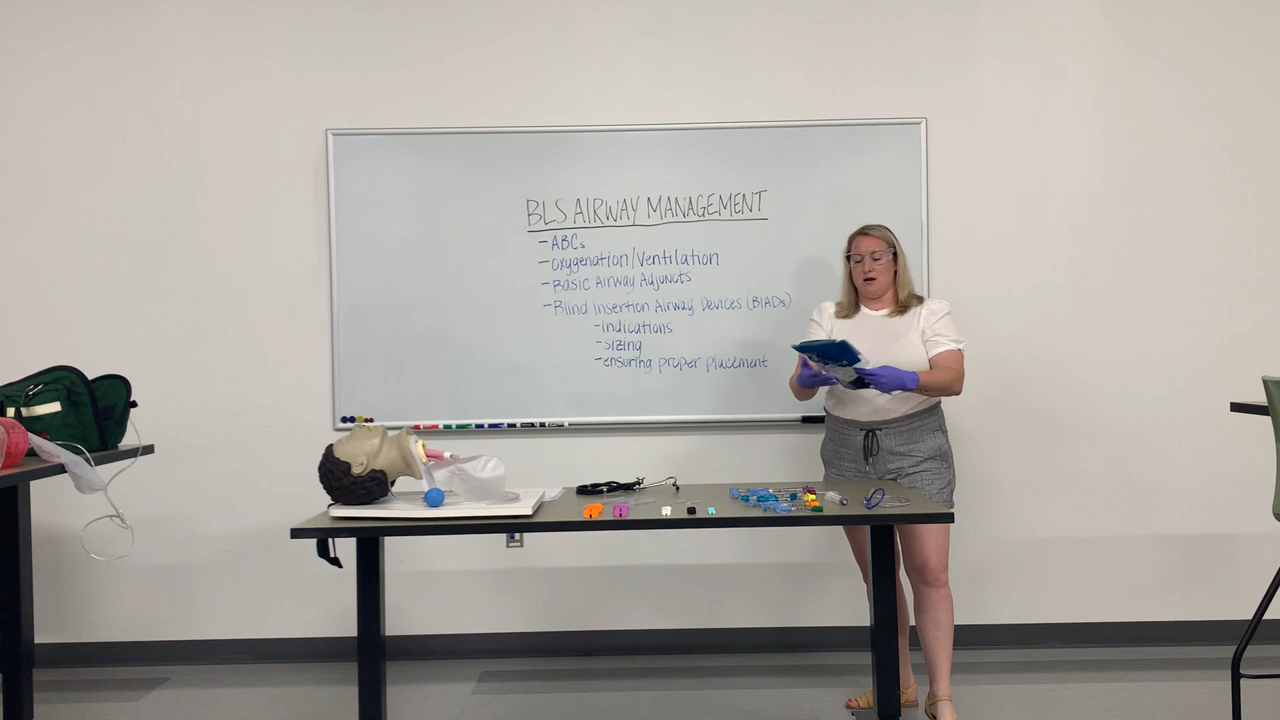 BLS AIRWAY MANAGEMENT
-ABCs
-Oxygenation/Ventilation
-Basic Airway Adjuncts
-Blind Insertion Airway Devices (BIADs)
-indications
-sizing
-ensuring proper placement